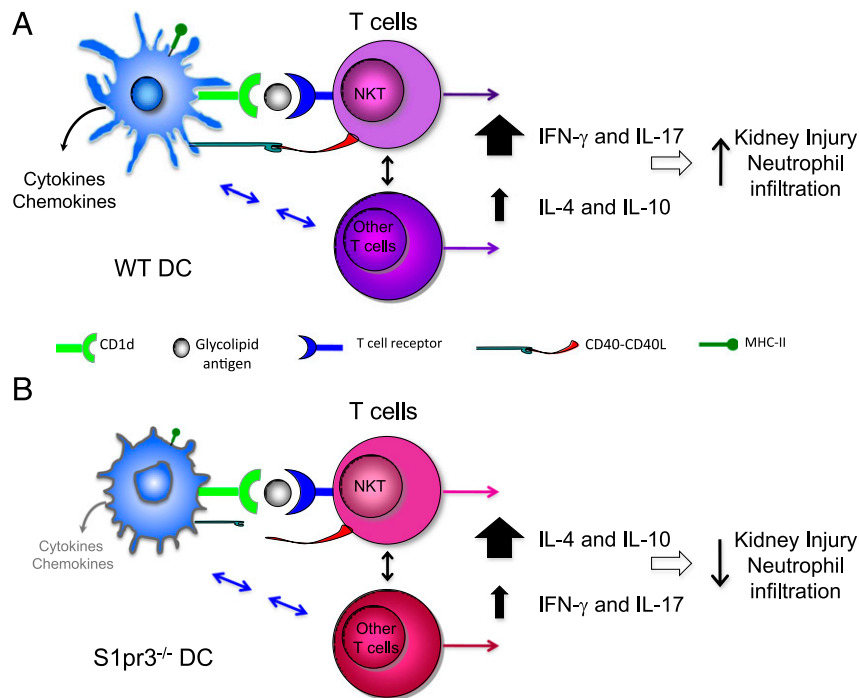 A
T cells
NKT
Cytokines
Chemokines
IFN-γ and IL-17
Kidney Injury
Neutrophil
infiltration
IL-4 and IL-10
Other
T cells
WT DC
CD1d
Glycolipid
antigen
T cell receptor
CD40-CD40L
MHC-II
B
T cells
NKT
Cytokines
Chemokines
IL-4 and IL-10
Kidney Injury
Neutrophil
infiltration
IFN-γ and IL-17
Other
T cells
S1pr3-/- DC